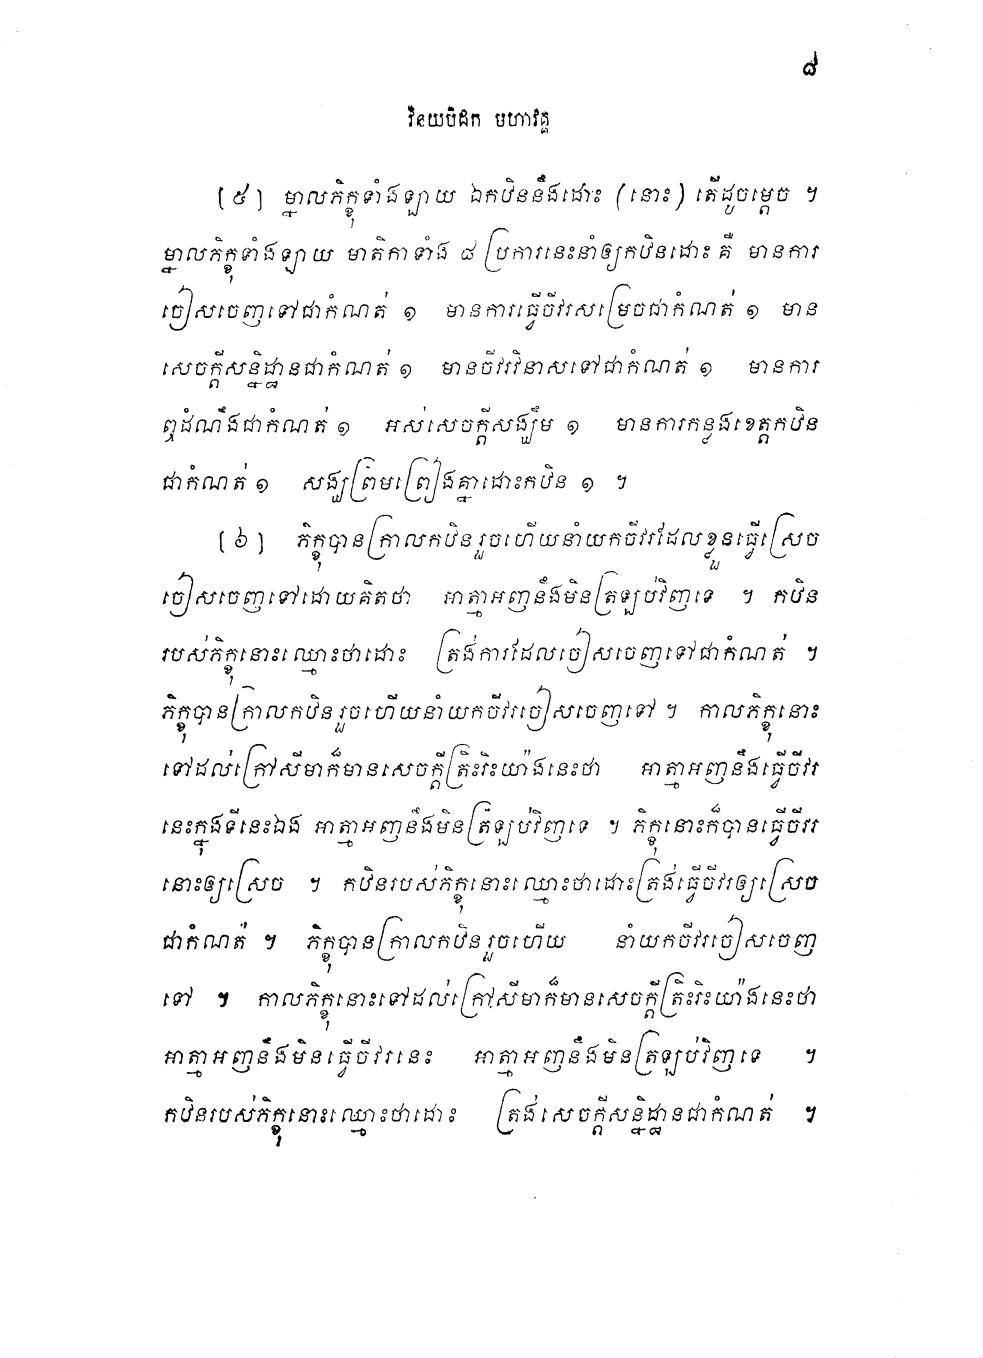 ៨
វិនយបិដក មហាវគ្គ
[៥] ម្នាលភិក្ខុទាំងឡាយ ឯកឋិននឹងដោះ (នោះ) តើដូចម្តេច ។
ម្នាលភិក្ខុទាំងឡាយ មាតិកាទាំង ៨ ប្រការនេះនាំឲ្យកឋិនដោះ គឺ មានការ
ចៀសចេញទៅជាកំណត់ ១ មានការធ្វើចីវរសម្រេចជាកំណត់ ១ មាន
សេចក្តីសន្និដ្ឋានជាកំណត់ ១ មានចីវរវិនាសទៅជាកំណត់ ១ មានការ
ឮដំណឹងជាកំណត់ ១ អស់សេចក្តីសង្ឃឹម ១ មានការកន្លងខេត្តកឋិន
ជាកំណត់ ១ សង្ឃព្រមព្រៀងគ្នាដោះកឋិន ១ ។
[៦] ភិក្ខុបានក្រាលកឋិនរួចហើយនាំយកចីវរដែលខ្លួនធ្វើស្រេច
ចៀសចេញទៅដោយគិតថា អាត្មាអញនឹងមិនត្រឡប់វិញទេ ។ កឋិន
របស់ភិក្ខុនោះឈ្មោះថាដោះ ត្រង់ការដែលចៀសចេញទៅជាកំណត់ ។
ភិក្ខុបានក្រាលកឋិនរួចហើយនាំយកចីវរចៀសចេញទៅ ។ កាលភិក្ខុនោះ
ទៅដល់ក្រៅសីមាក៏មានសេចក្តីត្រិះរិះយ៉ាងនេះថា អាត្មាអញនឹងធ្វើចីវរ
នេះក្នុងទីនេះឯង អាត្មាអញនឹងមិនត្រឡប់វិញទេ ។ ភិក្ខុនោះក៏បានធ្វើចីវរ
នោះឲ្យស្រេច ។ កឋិនរបស់ភិក្ខុនោះឈ្មោះថាដោះត្រង់ធ្វើចីវរឲ្យស្រេច
ជាកំណត់ ។ ភិក្ខុបានក្រាលកឋិនរួចហើយ នាំយកចីវរចៀសចេញ
ទៅ ។ កាលភិក្ខុនោះទៅដល់ក្រៅសីមាក៏មានសេចក្តីត្រិះរិះយ៉ាងនេះថា
អាត្មាអញនឹងមិនធ្វើចីវរនេះ អាត្មាអញនឹងមិនត្រឡប់វិញទេ ។
កឋិនរបស់ភិក្ខុនោះឈ្មោះថាដោះ ត្រង់សេចក្តីសន្និដ្ឋានជាកំណត់ ។